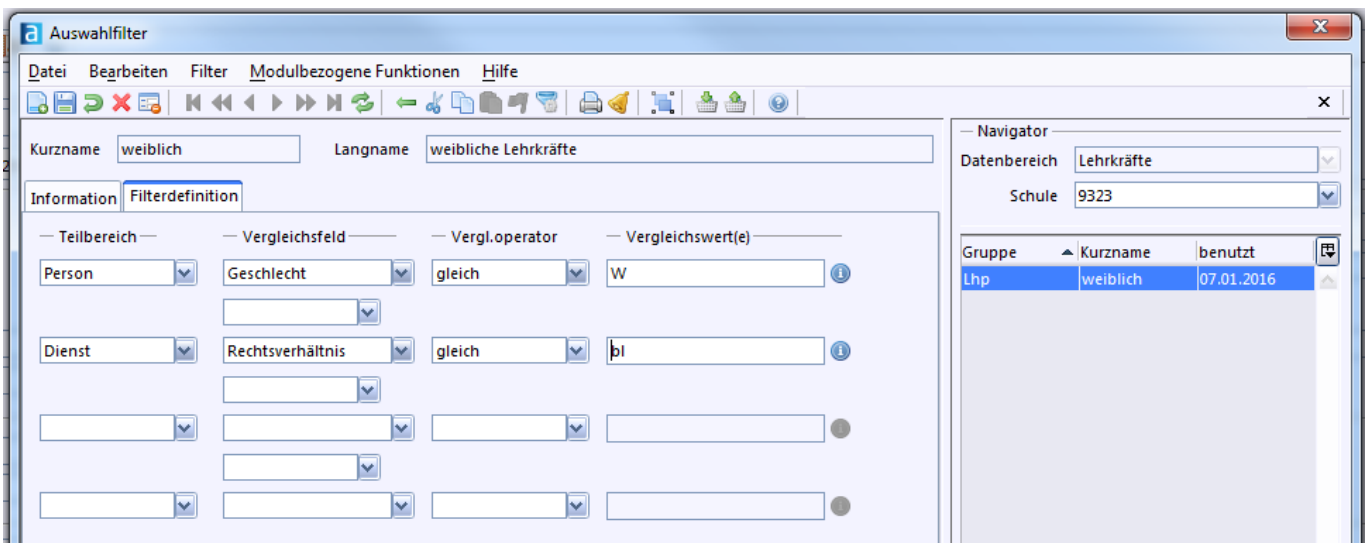 a Auswahlfilter
Datei Bearbeiten Filter Modulbezogene Funktionen Hilfe
Kurzname weiblich Langname weibliche Lehrkräfte
Information Filterdefinition
Teilbereich Vergleichsfeld Vergl.operator Vergleichswert(e)
Person Geschlecht gleich W
Dienst Rechtsverhältnis gleich bl
Navigator
Datenbereich Lehrkräfte
Schule 9323
Gruppe Kurzname benutzt
Lhp weiblich 07.01.2016
2